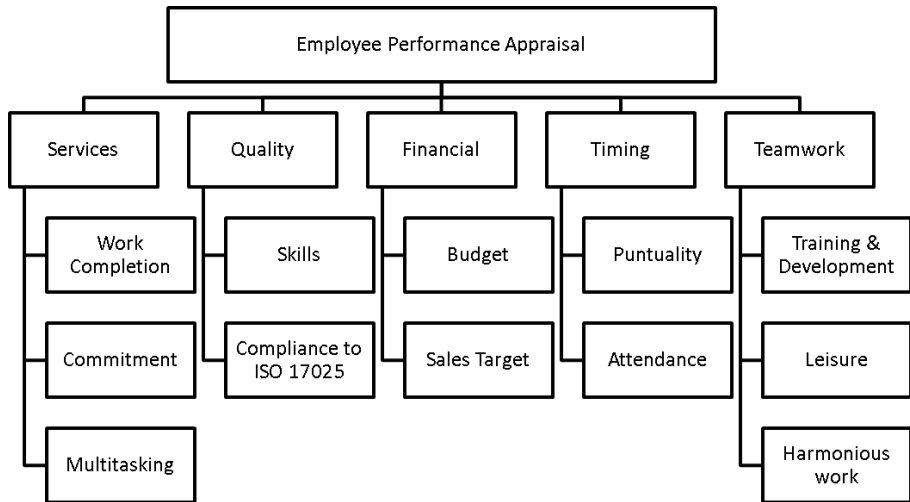 Employee Performance Appraisal
Services
Quality
Financial
Timing
Teamwork
Work
Completion
Skills
Budget
Puntuality
Training &
Development
Commitment
Compliance to
ISO 17025
Sales Target
Attendance
Leisure
Multitasking
Harmonious
work